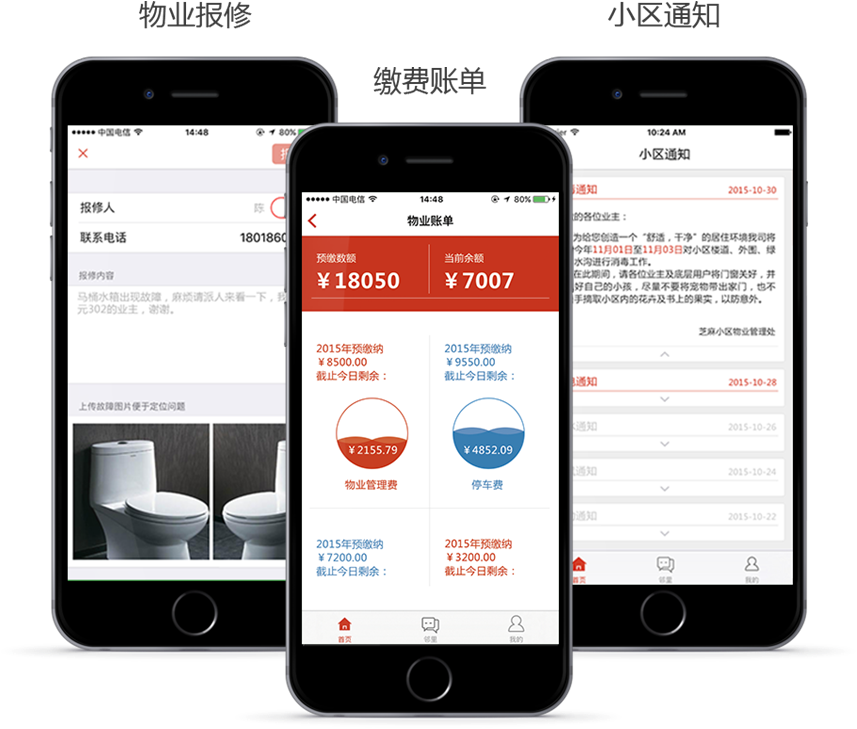 物业报修
小区通知
缴费账单
中国电信
14:48
80%
报修人
陈
联系电话
1801860
报修内容
马桶水箱出现故障，麻烦请派人来看一下，我
元302的业主，谢谢。
上传故障图片便于定位问题
中国电信
14:48
80%
物业账单
预缴数额
¥18050
当前余额
¥7007
2015年预缴纳
¥8500.00
截止今日剩余：
¥2155.79
物业管理费
2015年预缴纳
¥9550.00
截止今日剩余：
¥4852.09
停车费
2015年预缴纳
¥7200.00
截止今日剩余：
2015年预缴纳
¥3200.00
截止今日剩余：
首页
邻里
我的
10:24 AM
小区通知
通知
2015-10-30
的各位业主：
为给您创造一个“舒适，干净”的居住环境我司将
今年11月01日至11月03日对小区楼道、外围、绿
水沟进行消毒工作。
在此期间，请各位业主及底层用户将门窗关好，并
好自己的小孩，尽量不要将宠物带出家门，也不
手摘取小区内的花卉及书上的果实，以防意外。
芝麻小区物业管理处
通知
2015-10-28
通知
2015-10-26
通知
2015-10-24
通知
2015-10-22
首页
邻里
我的